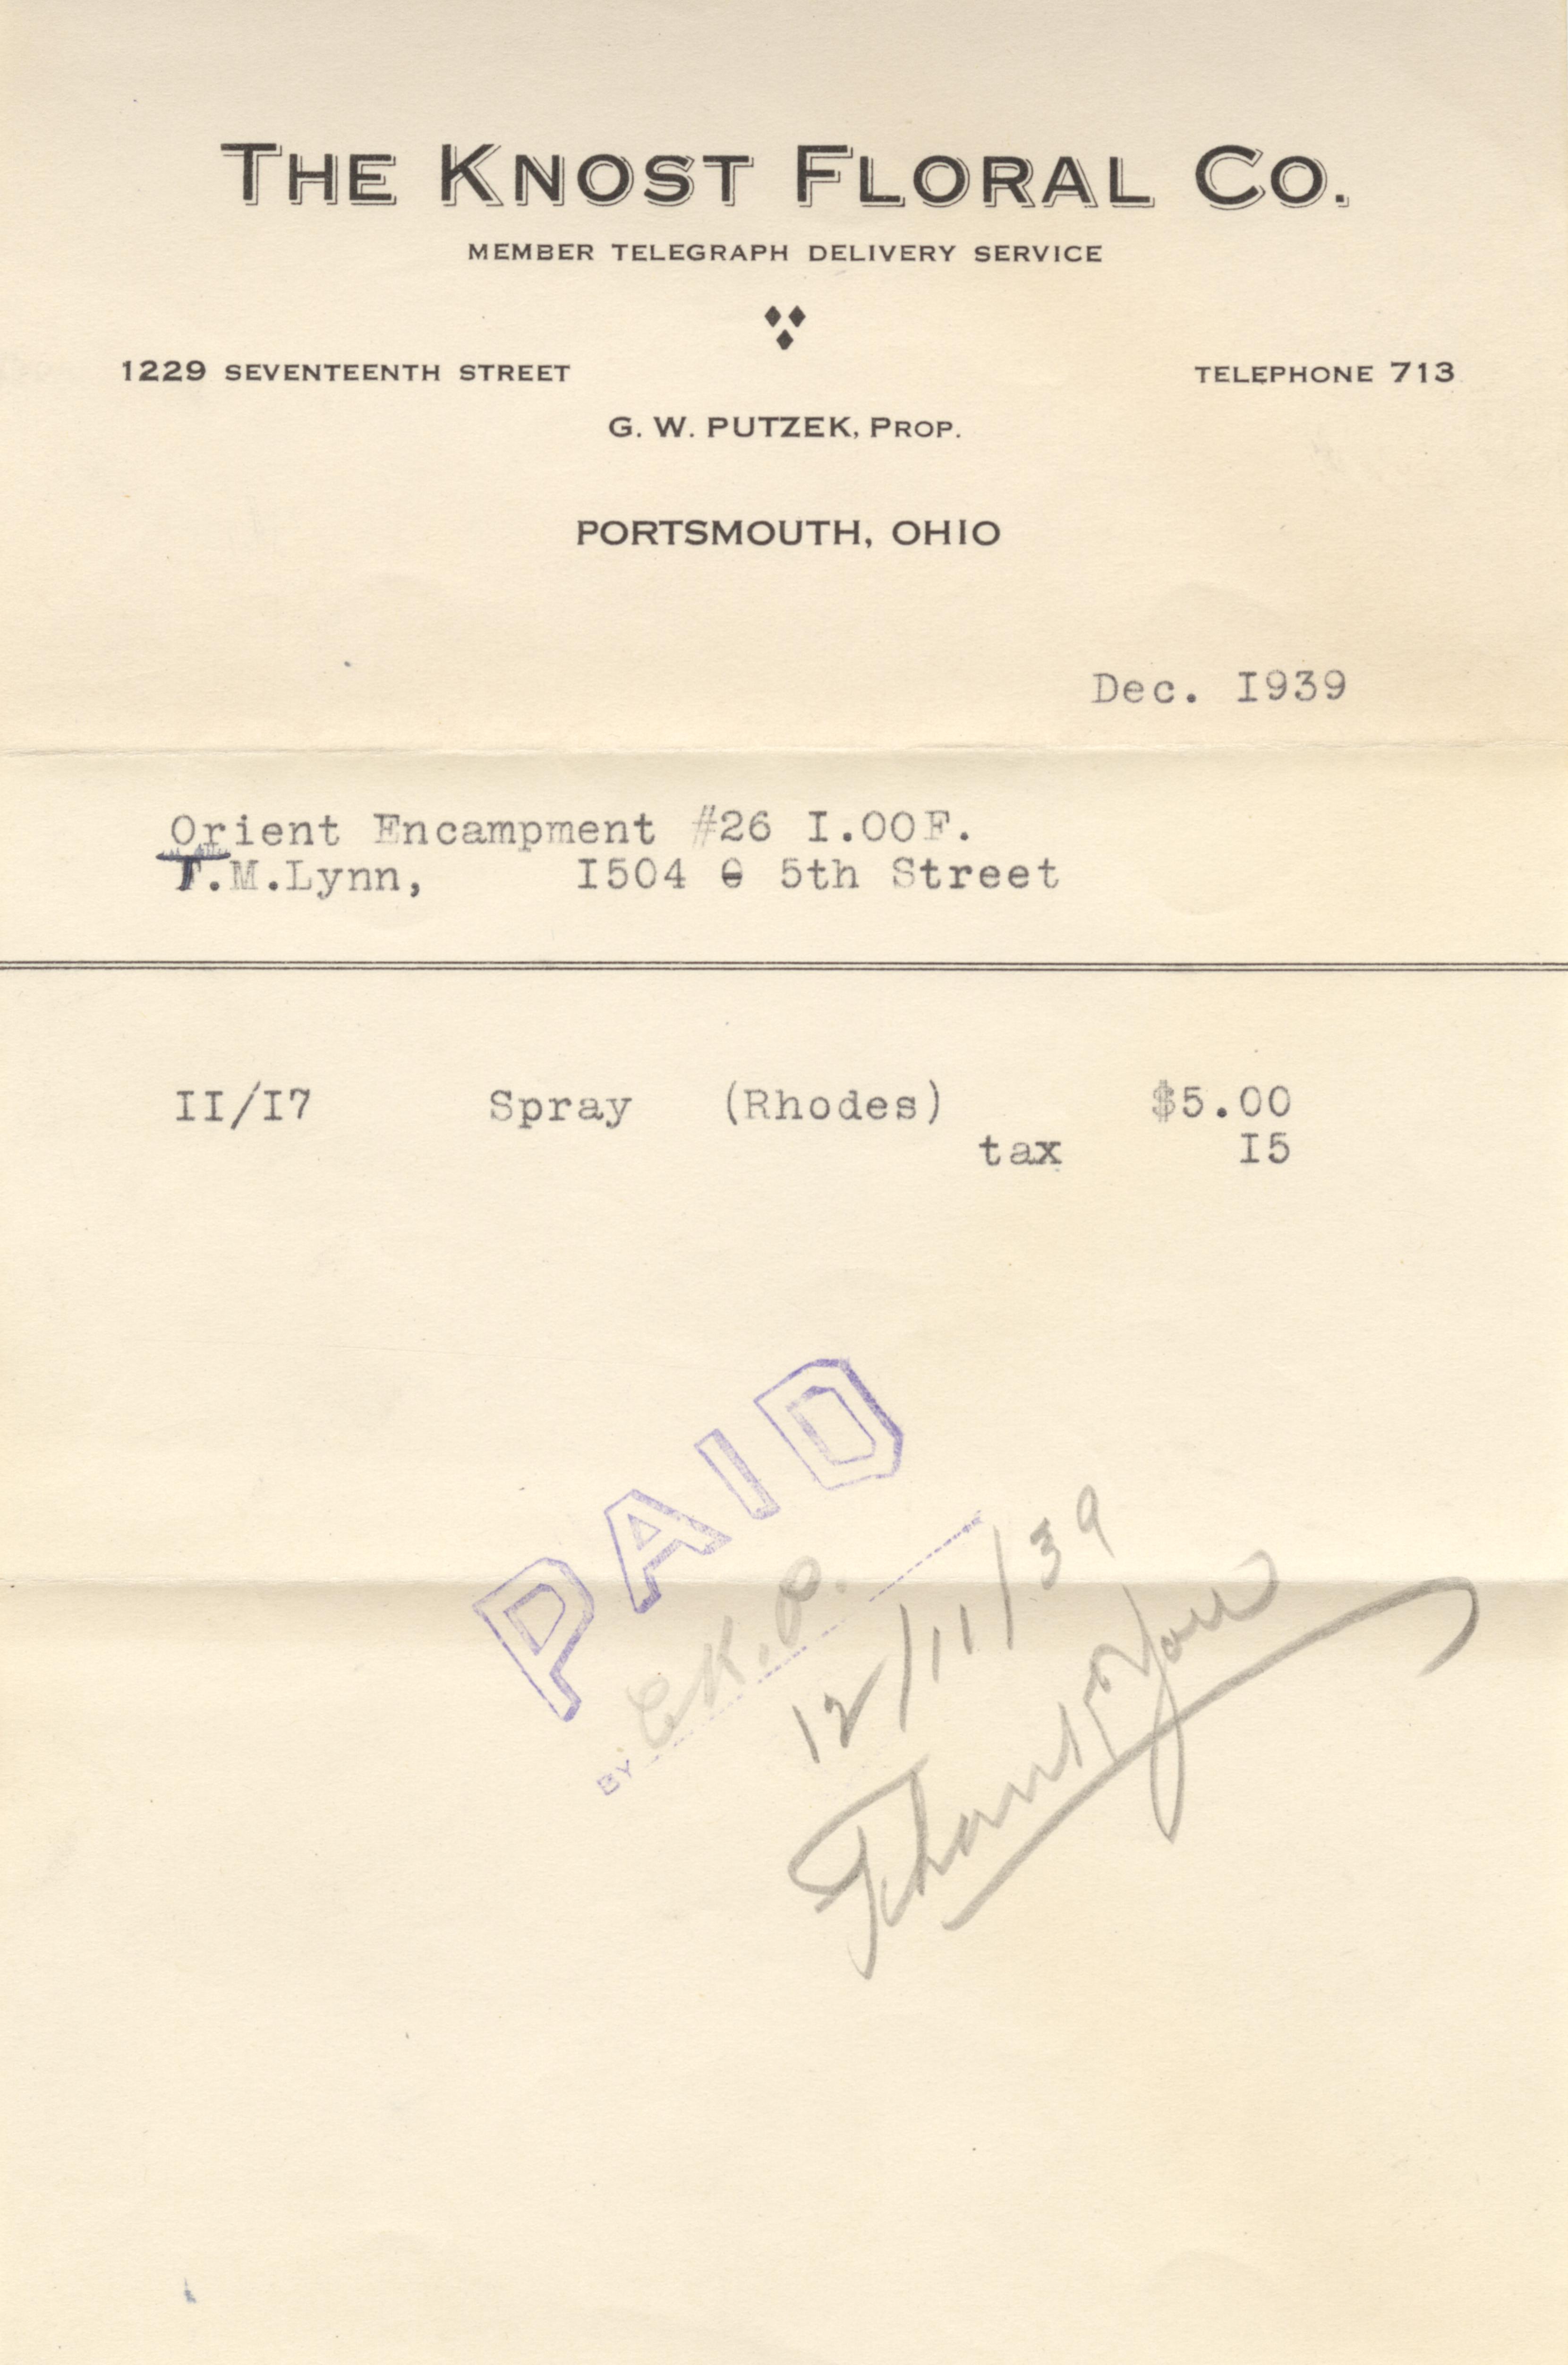 THE KNOST FLORAL CO.
MEMBER TELEGRAPH DELIVERY SERVICE
1229 SEVENTEENTH STREET TELEPHONE 713
G. W. PUTZEK, PROP.
PORTSMOUTH, OHIO
Dec. I939
Orient Encampment #26 I.OOF.
T.M.Lynn, I504 5th Street
II/I7 Spray (Rhodes) $5.00
tax I5
PAID
BY E.K.P.
12/11/39
Thank You